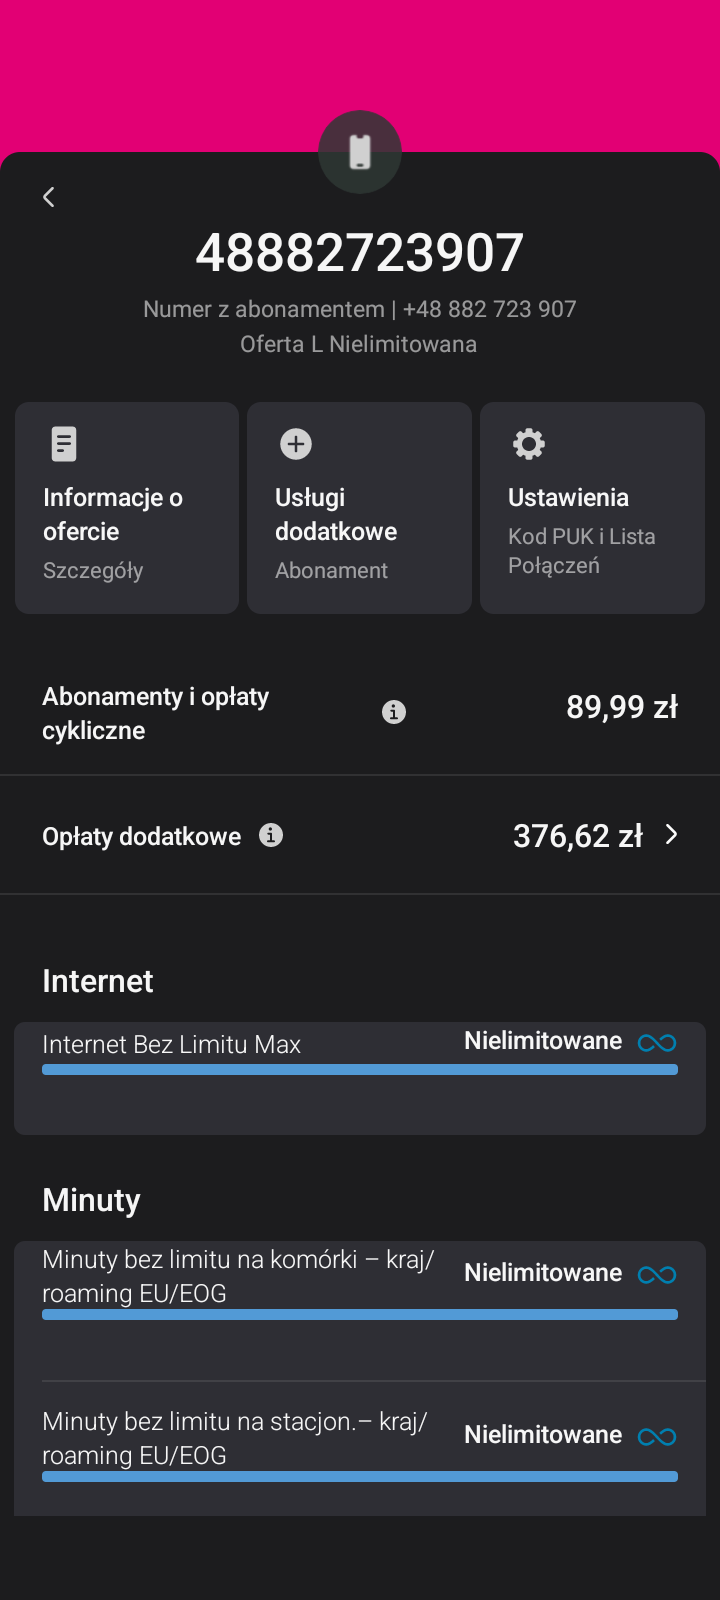 48882723907
Numer z abonamentem | +48 882 723 907
Oferta L Nielimitowana
Informacje o
ofercie
Szczegóły
Usługi
dodatkowe
Abonament
Ustawienia
Kod PUK i Lista
Połączeń
Abonamenty i opłaty
cykliczne
89,99 zł
Opłaty dodatkowe
376,62 zł
Internet
Internet Bez Limitu Max
Nielimitowane
Minuty
Minuty bez limitu na komórki – kraj/
roaming EU/EOG
Nielimitowane
Minuty bez limitu na stacjon.– kraj/
roaming EU/EOG
Nielimitowane